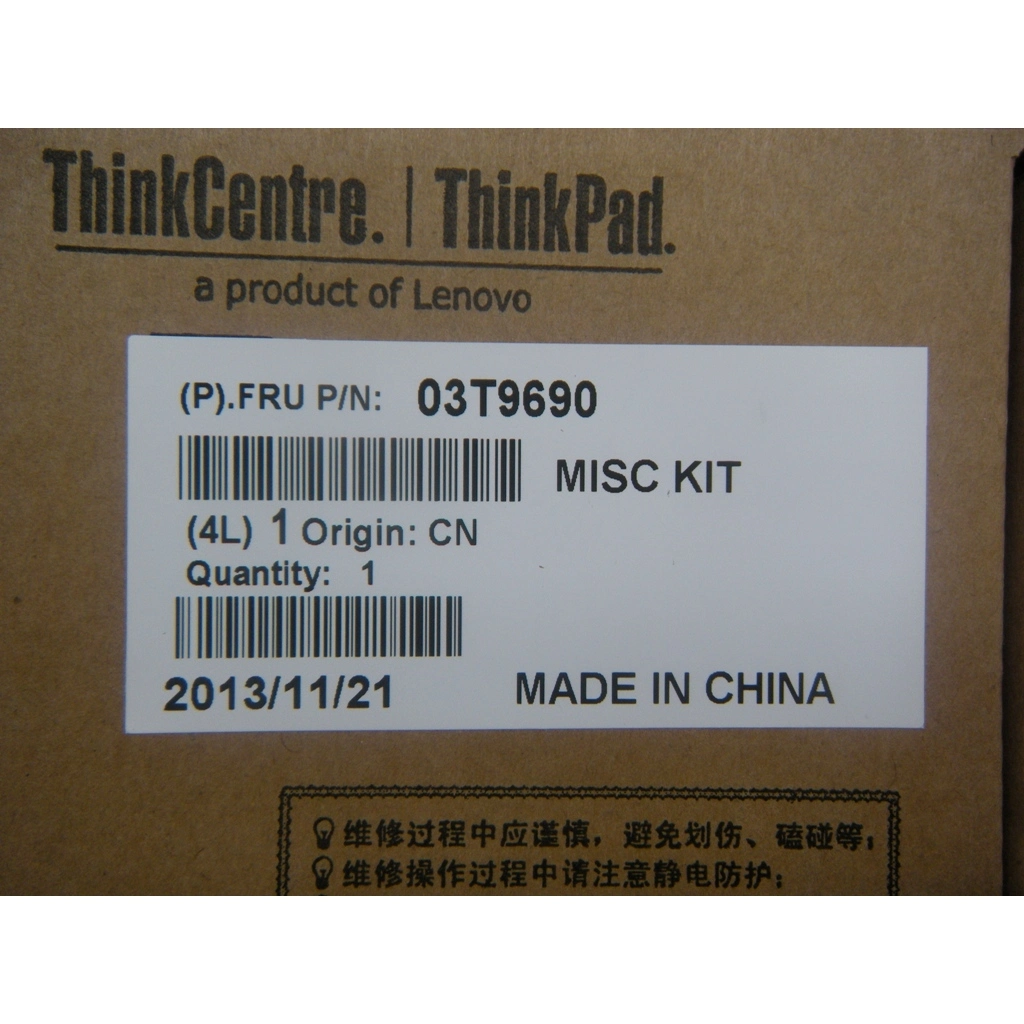 ThinkCentre. | ThinkPad.
a product of Lenovo
(P).FRU P/N: 03T9690
MISC KIT
(4L) 1 Origin: CN
Quantity: 1
2013/11/21 MADE IN CHINA
维修过程中应谨慎，避免划伤、磕碰等；
维修操作过程中请注意静电防护；